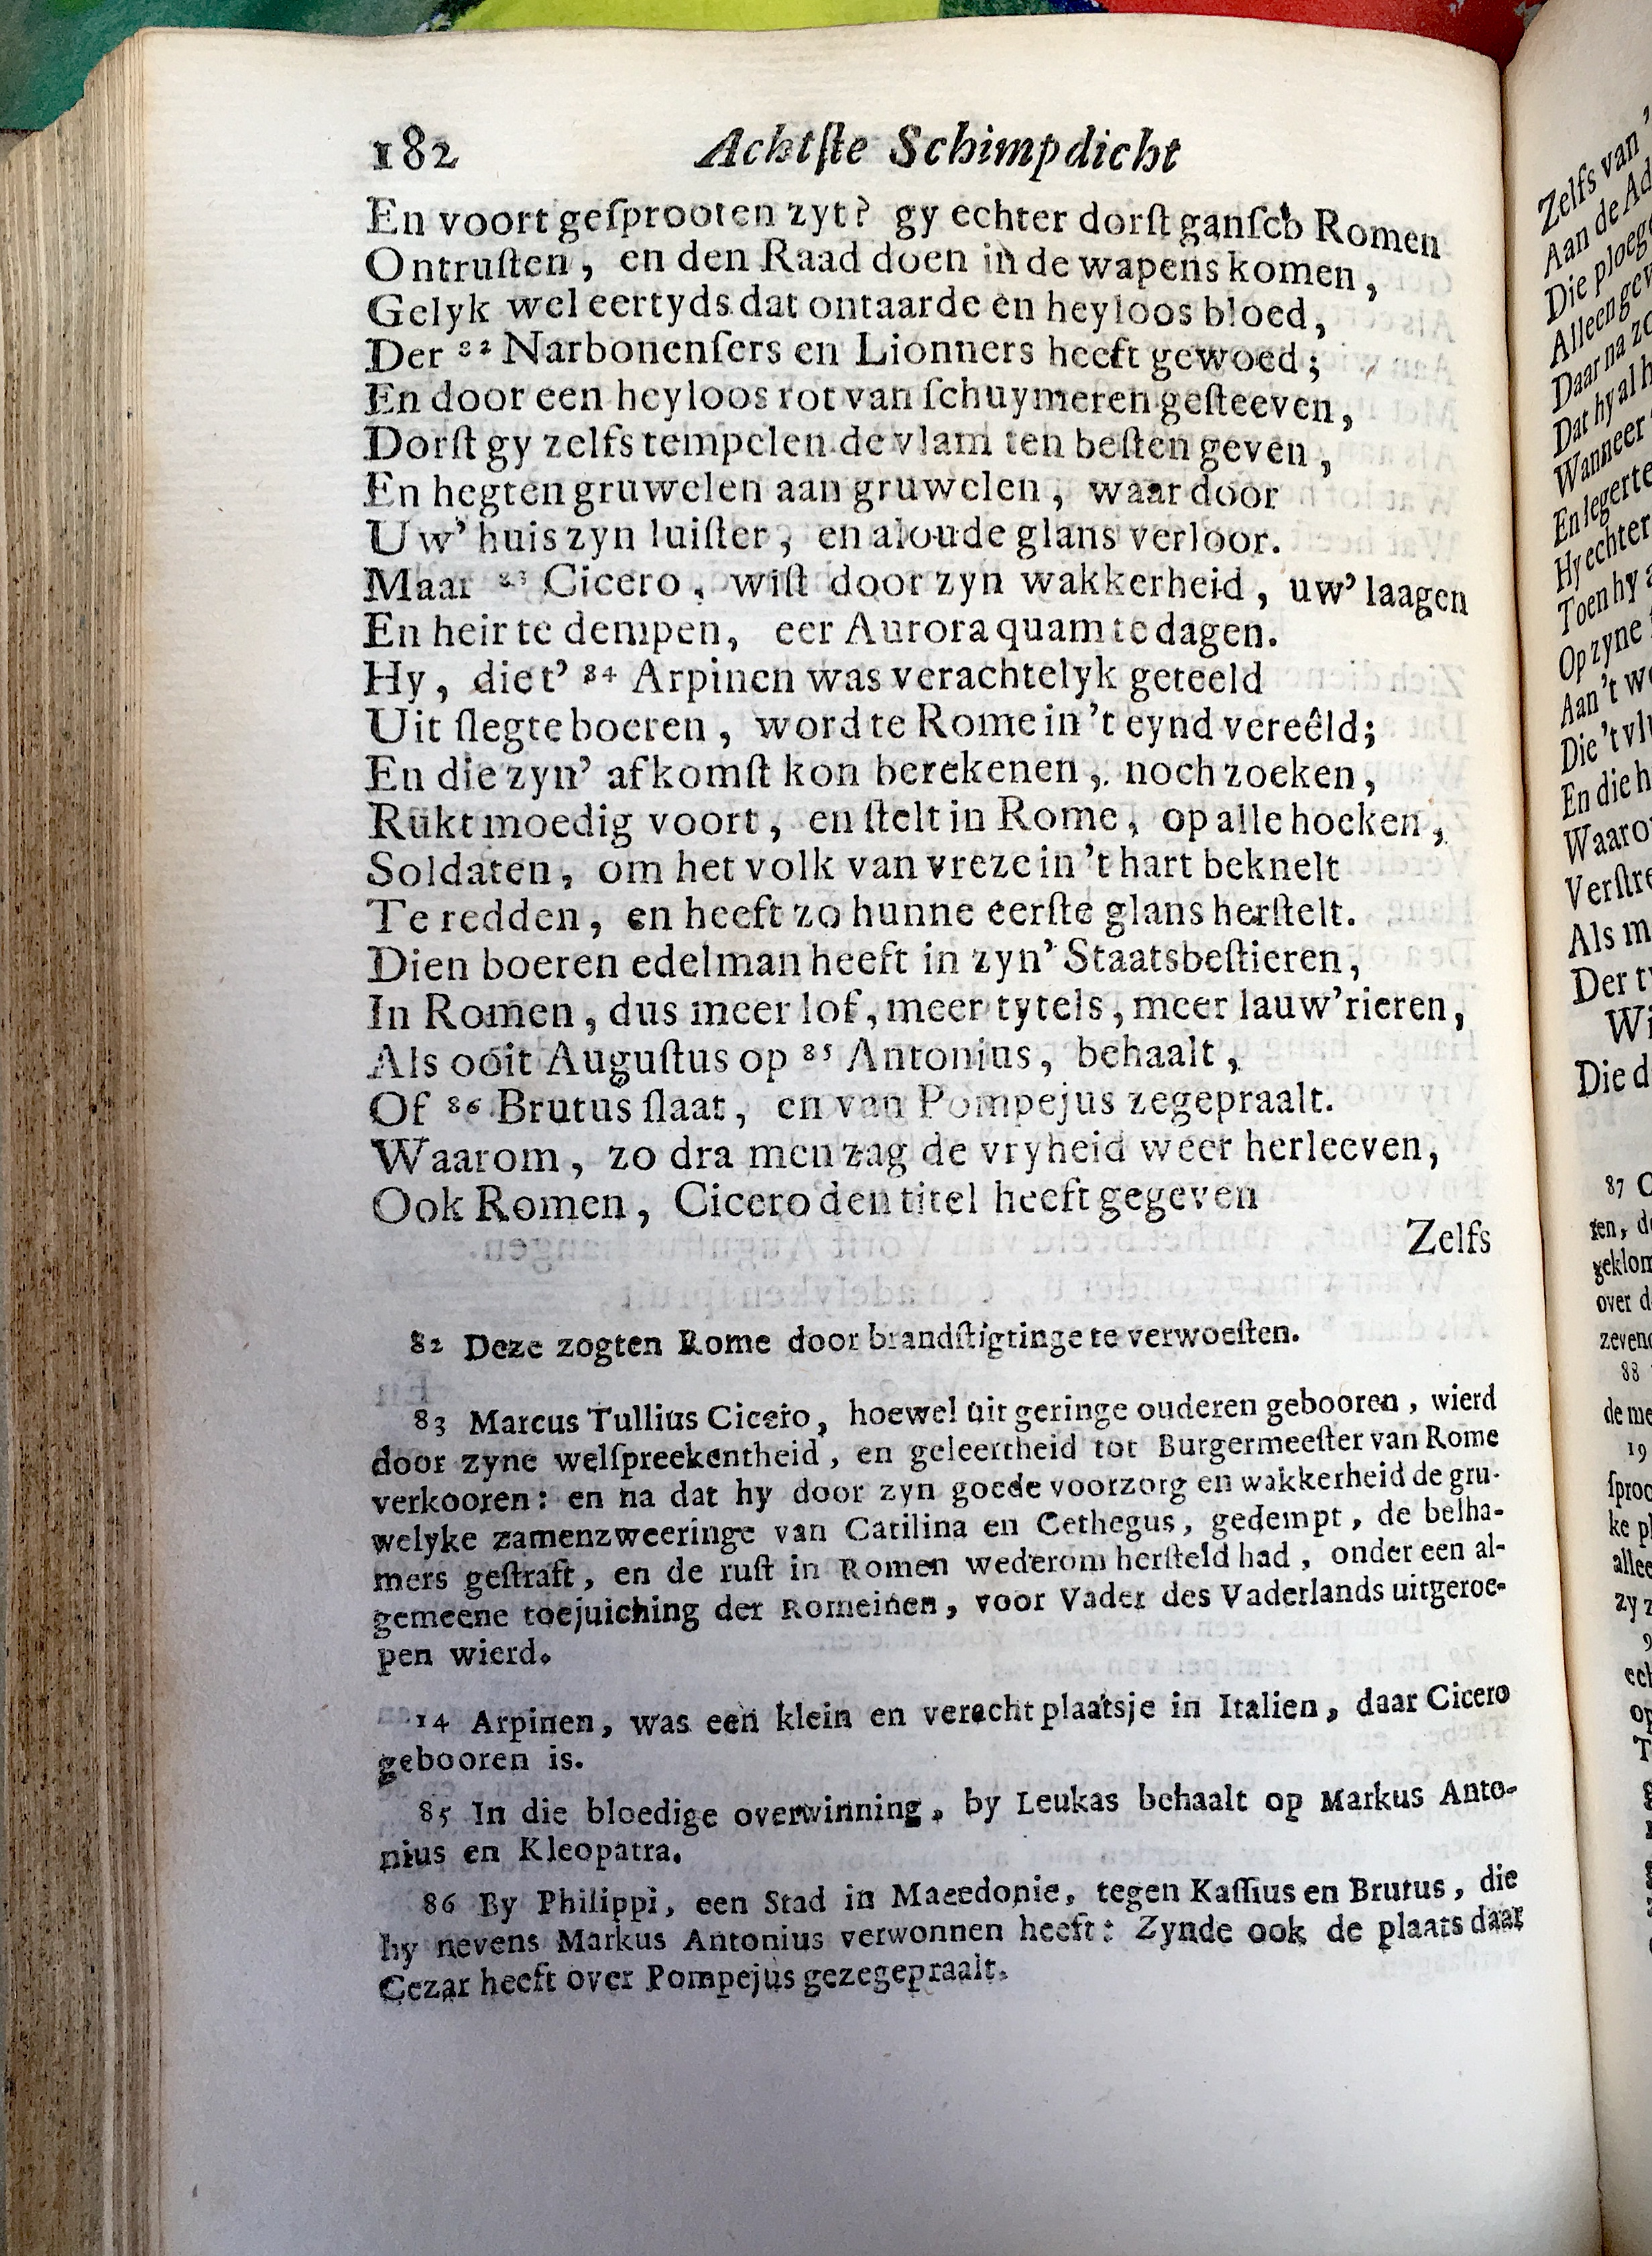 182 Achtſte Schimpdicht
En voort geſprooten zyt? gy echter dorſt ganſch Romen
Ontruſten, en den Raad doen in de wapens komen,
Gelyk wel eertyds dat ontaarde en heyloos bloed,
Der 82 Narbonenſers en Lionners heeft gewoed;
En door een heyloos rot van ſchuymeren geſteeven,
Dorſt gy zelfs tempelen de vlam ten beſten geven,
En hegten gruwelen aan gruwelen, waar door
Uw' huis zyn luiſter, en aloude glans verloor.
Maar 83 Cicero, wiſt door zyn wakkerheid, uw' laagen
En heir te dempen, eer Aurora quam te dagen.
Hy, die t' 84 Arpinen was verachtelyk geteeld
Uit ſlegte boeren, word te Rome in 't eynd vereêld;
En die zyn' afkomſt kon berekenen, noch zoeken,
Rukt moedig voort, en ſtelt in Rome, op alle hoeken,
Soldaten, om het volk van vreze in 't hart beknelt
Te redden, en heeft zo hunne eerſte glans herſtelt.
Dien boeren edelman heeft in zyn' Staatsbeſtieren,
In Romen, dus meer lof, meer tytels, meer lauw'rieren,
Als ooit Auguſtus op 85 Antonius, behaalt,
Of 86 Brutus ſlaat, en van Pompejus zegepraalt.
Waarom, zo dra men zag de vryheid weer herleeven,
Ook Romen, Cicero den titel heeft gegeven
Zelfs
82 Deze zogten Rome door brandſtigtinge te verwoeſten.
83 Marcus Tullius Cicero, hoewel uit geringe ouderen gebooren, wierd
door zyne welſpreekentheid, en geleertheid tot Burgermeeſter van Rome
verkooren: en na dat hy door zyn goede voorzorg en wakkerheid de gru-
welyke zamenzweeringe van Catilina en Cethegus, gedempt, de belha-
mers geſtraft, en de ruſt in Romen wederom herſteld had, onder een al-
gemeene toejuiching der Romeinen, voor Vader des Vaderlands uitgeroe-
pen wierd.
14 Arpinen, was een klein en veracht plaatsje in Italien, daar Cicero
gebooren is.
85 In die bloedige overwinning, by Leukas behaalt op Markus Anto-
nius en Kleopatra.
86 By Philippi, een Stad in Macedonie, tegen Kaſſius en Brutus, die
hy nevens Markus Antonius verwonnen heeft: Zynde ook de plaats daar
Cezar heeft over Pompejus gezegepraalt.